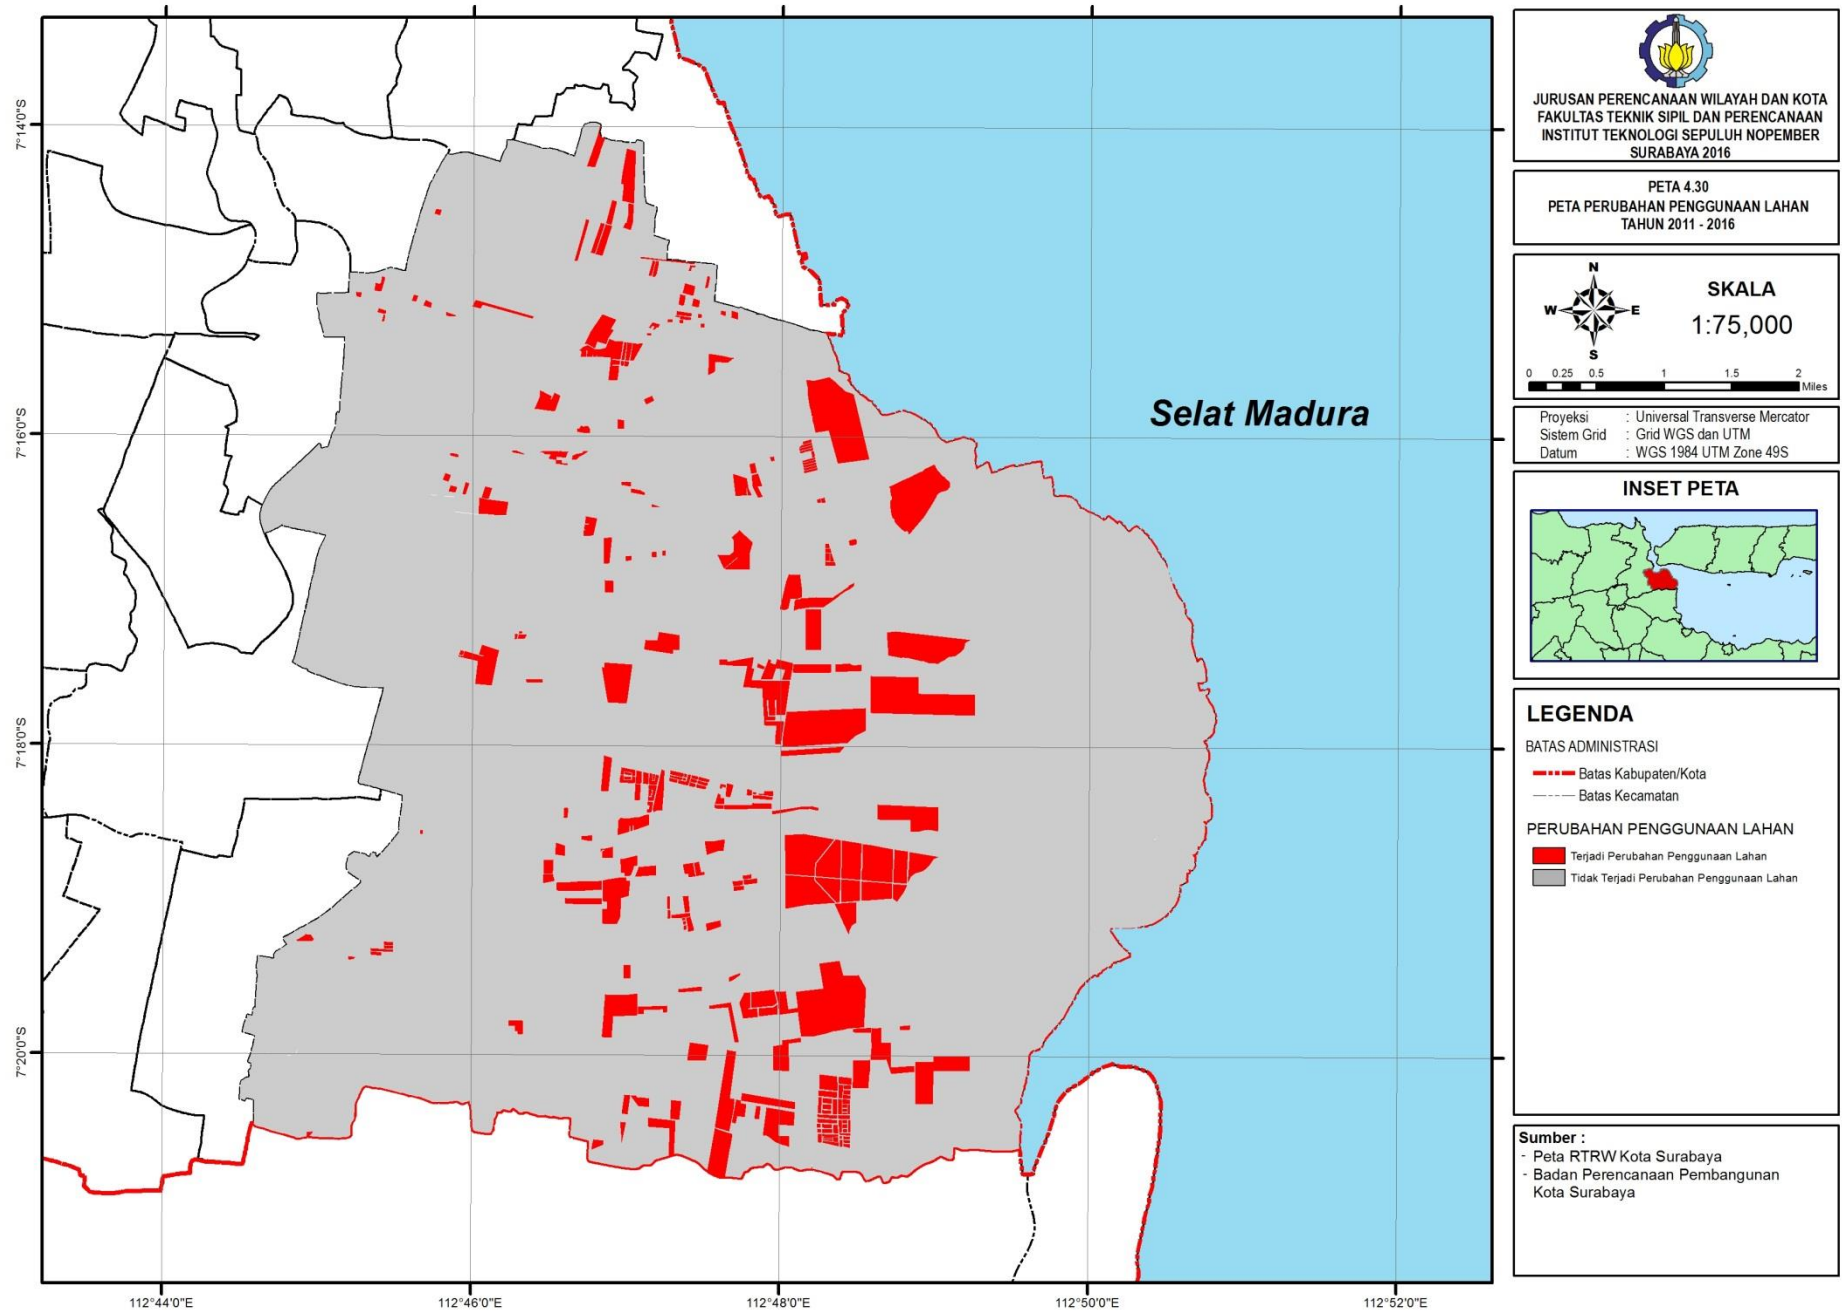 7°14'0"S
7°16'0"S
7°18'0"S
7°20'0"S
112°44'0"E
112°46'0"E
112°48'0"E
112°50'0"E
112°52'0"E
Selat Madura
JURUSAN PERENCANAAN WILAYAH DAN KOTA
FAKULTAS TEKNIK SIPIL DAN PERENCANAAN
INSTITUT TEKNOLOGI SEPULUH NOPEMBER
SURABAYA 2016
PETA 4.30
PETA PERUBAHAN PENGGUNAAN LAHAN
TAHUN 2011 - 2016
N
W E
S
SKALA
1:75,000
0 0.25 0.5 1 1.5 2
Miles
Proyeksi : Universal Transverse Mercator
Sistem Grid : Grid WGS dan UTM
Datum : WGS 1984 UTM Zone 49S
INSET PETA
LEGENDA
BATAS ADMINISTRASI
Batas Kabupaten/Kota
Batas Kecamatan
PERUBAHAN PENGGUNAAN LAHAN
Terjadi Perubahan Penggunaan Lahan
Tidak Terjadi Perubahan Penggunaan Lahan
Sumber :
- Peta RTRW Kota Surabaya
- Badan Perencanaan Pembangunan
Kota Surabaya